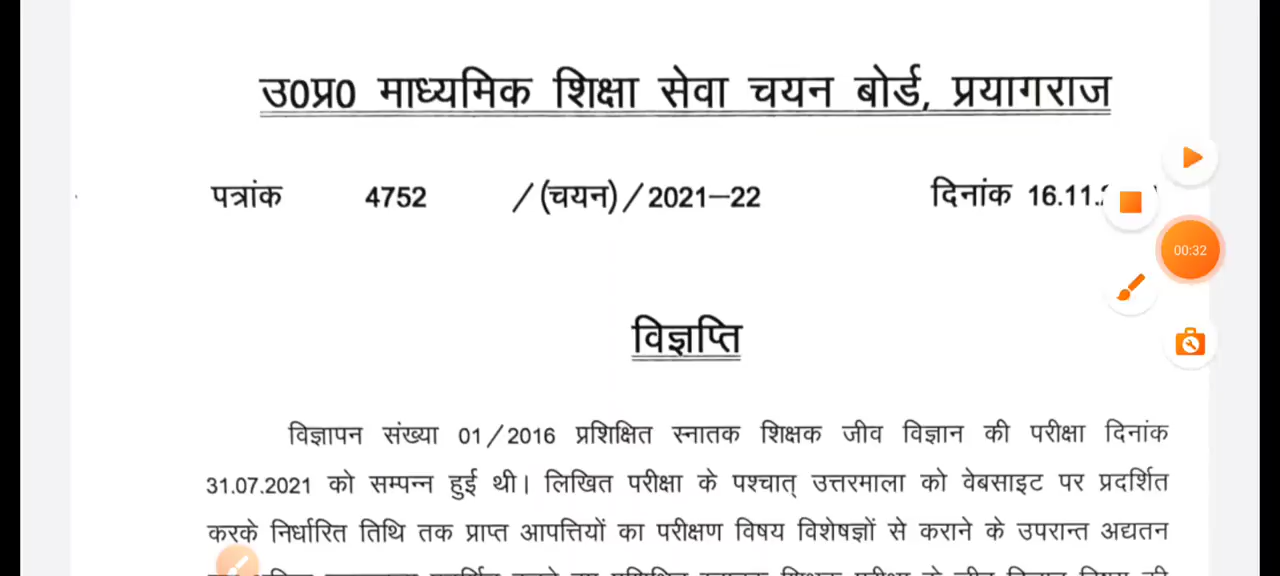 उ0प्र0 माध्यमिक शिक्षा सेवा चयन बोर्ड, प्रयागराज
पत्रांक 4752 /(चयन)/2021–22 दिनांक 16.11.
00:32
विज्ञप्ति
विज्ञापन संख्या 01/2016 प्रशिक्षित स्नातक शिक्षक जीव विज्ञान की परीक्षा दिनांक
31.07.2021 को सम्पन्न हुई थी। लिखित परीक्षा के पश्चात् उत्तरमाला को वेबसाइट पर प्रदर्शित
करके निर्धारित तिथि तक प्राप्त आपत्तियों का परीक्षण विषय विशेषज्ञों से कराने के उपरान्त अद्यतन